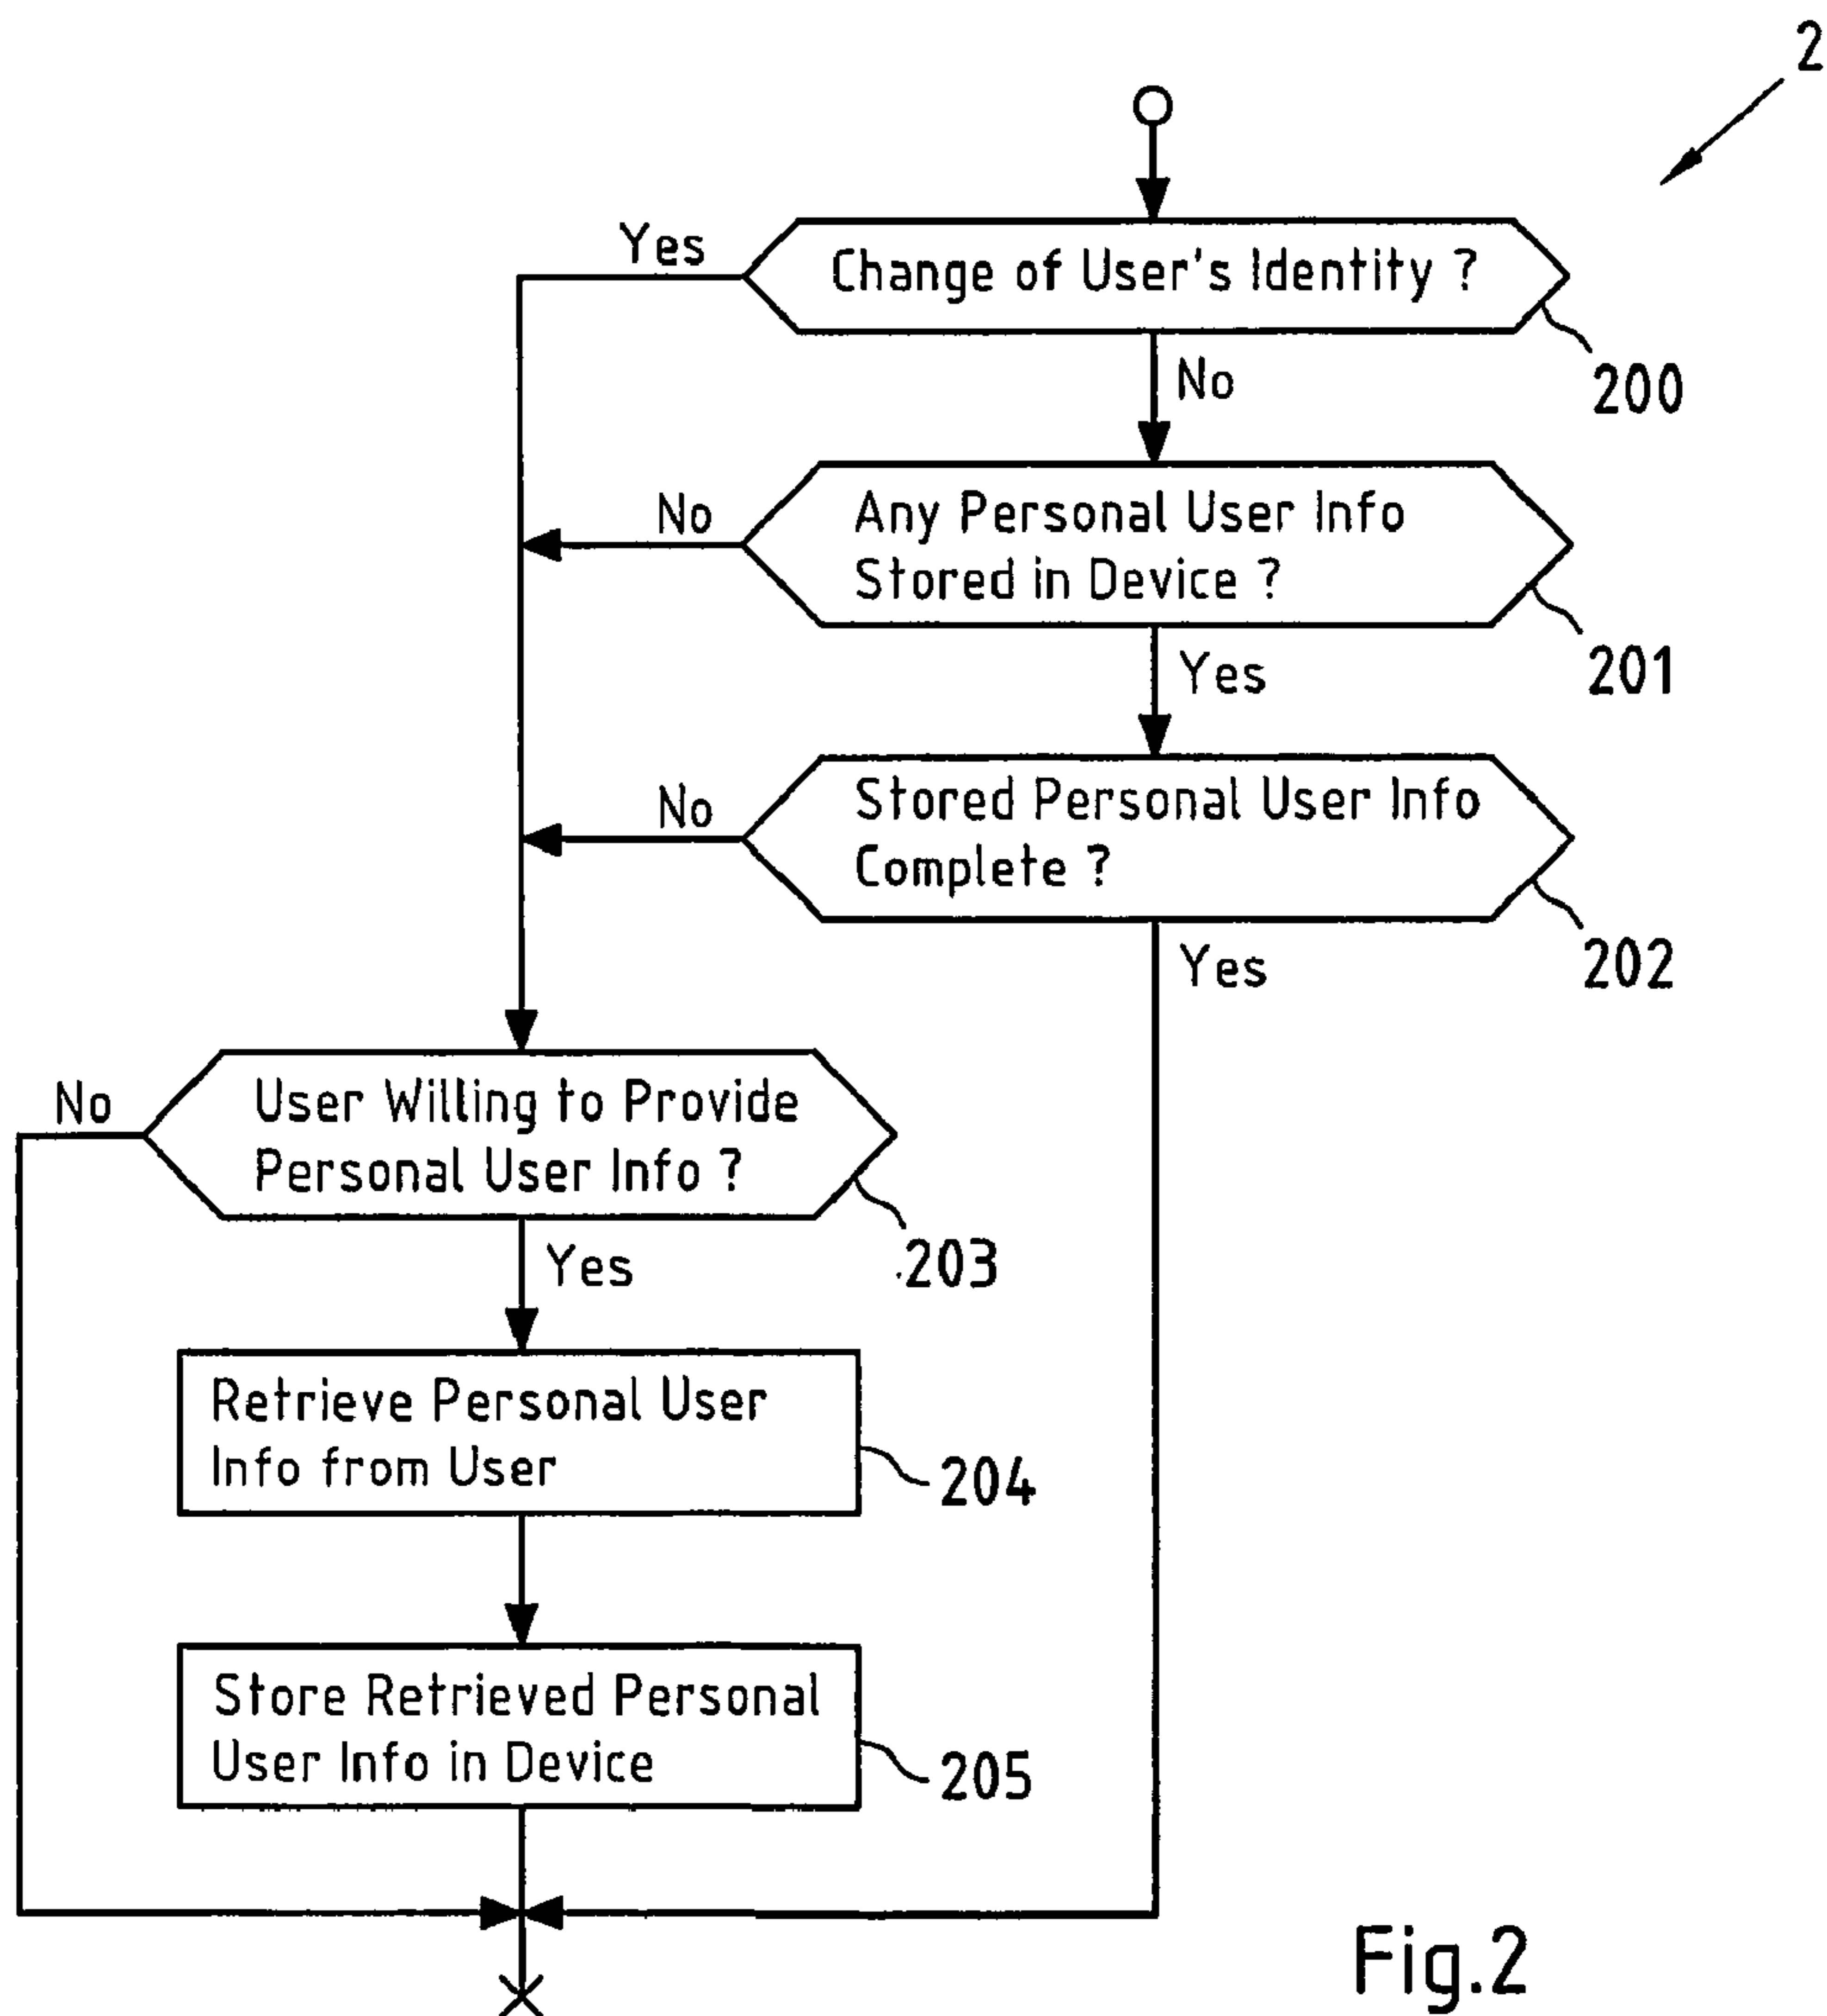 2
Yes
Change of User's Identity ?
200
No
No
Any Personal User Info
Stored in Device ?
201
Yes
No
Stored Personal User Info
Complete ?
202
Yes
No
User Willing to Provide
Personal User Info ?
203
Yes
Retrieve Personal User
Info from User
204
Store Retrieved Personal
User Info in Device
205
Fig.2